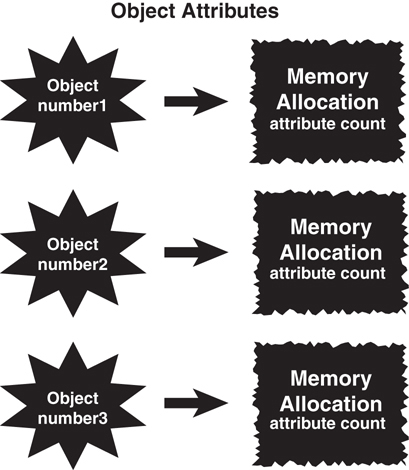 Object Attributes
Object
number1
Memory
Allocation
attribute count
Object
number2
Memory
Allocation
attribute count
Object
number3
Memory
Allocation
attribute count